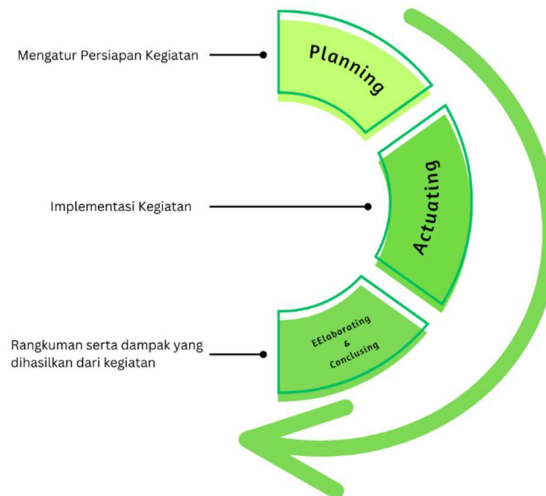 Mengatur Persiapan Kegiatan
Planning
Implementasi Kegiatan
Actuating
Rangkuman serta dampak yang
dihasilkan dari kegiatan
EElaborating
&
Conclusing